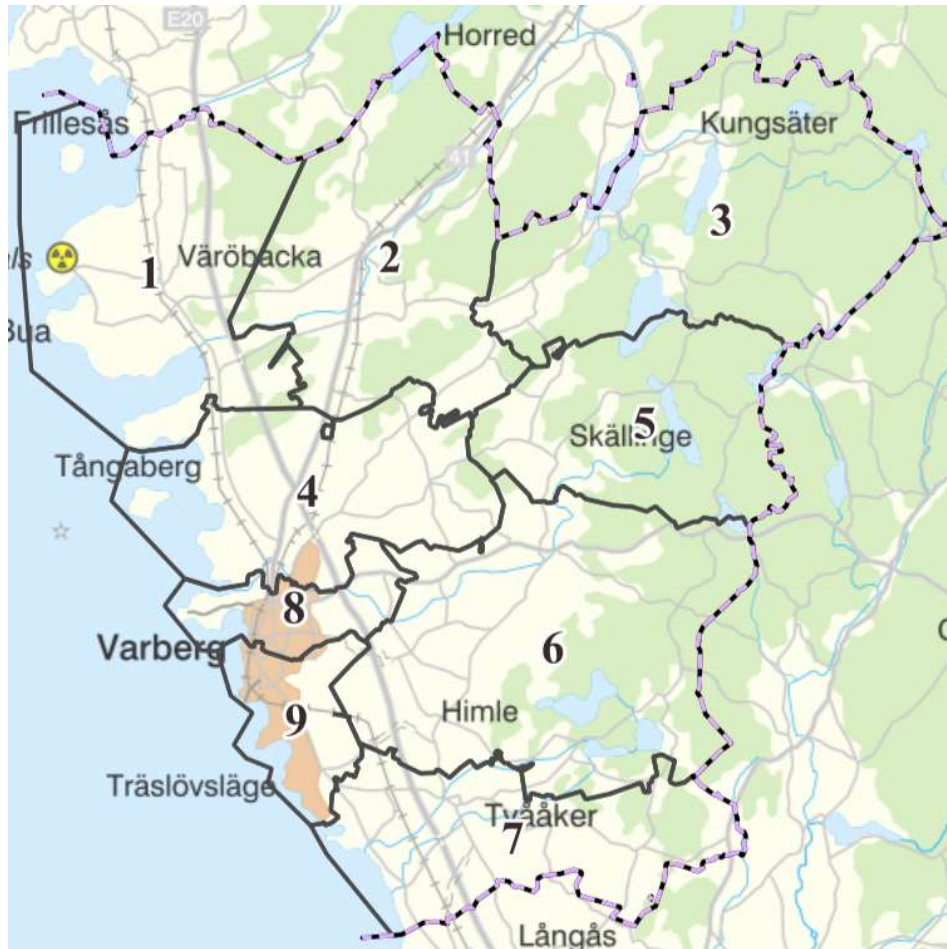 E20
Horred
Frillesås
Kungsäter
41
3
2
Väröbacka
1
Bua
5
Skällinge
Tångaberg
4
8
Varberg
6
9
Himle
Träslövsläge
Tvååker
7
Långås